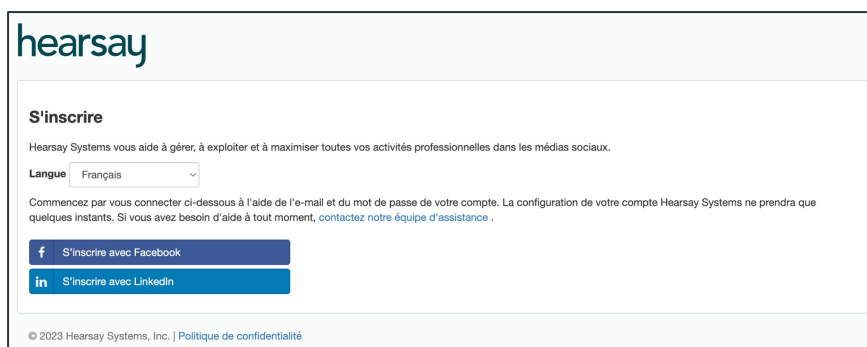 hearsay
S'inscrire
Hearsay Systems vous aide à gérer, à exploiter et à maximiser toutes vos activités professionnelles dans les médias sociaux.
Langue Français
Commencez par vous connecter ci-dessous à l'aide de l'e-mail et du mot de passe de votre compte. La configuration de votre compte Hearsay Systems ne prendra que
quelques instants. Si vous avez besoin d'aide à tout moment, contactez notre équipe d'assistance .
f S'inscrire avec Facebook
in S'inscrire avec LinkedIn
© 2023 Hearsay Systems, Inc. | Politique de confidentialité